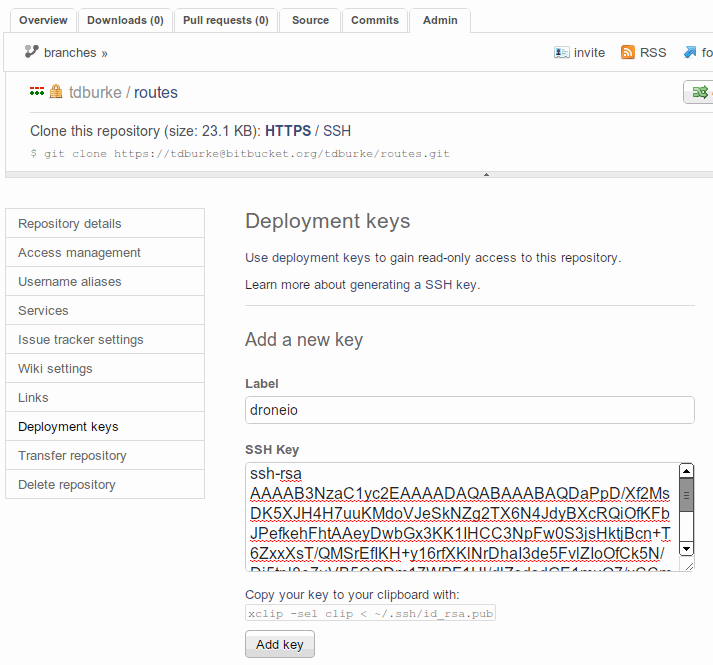 Overview Downloads (0) Pull requests (0) Source Commits Admin
branches » invite RSS fo
tdburke / routes
Clone this repository (size: 23.1 KB): HTTPS / SSH
$ git clone https://tdburke@bitbucket.org/tdburke/routes.git
Repository details
Access management
Username aliases
Services
Issue tracker settings
Wiki settings
Links
Deployment keys
Transfer repository
Delete repository
Deployment keys
Use deployment keys to gain read-only access to this repository.
Learn more about generating a SSH key.
Add a new key
Label
droneio
SSH Key
ssh-rsa
AAAAB3NzaC1yc2EAAAADAQABAAABAQDaPpD/Xf2Ms
DK5XJH4H7uuKMdoVJeSkNZg2TX6N4JdyBXcRQiOfKFb
JPefkehFhtAAeyDwbGx3KK1IHCC3NpFw0S3jsHktjBcn+T
6ZxxXsT/QMSrEflKH+y16rfXKINrDhaI3de5FvIZIoOfCk5N/
Copy your key to your clipboard with:
xclip -sel clip < ~/.ssh/id_rsa.pub
Add key